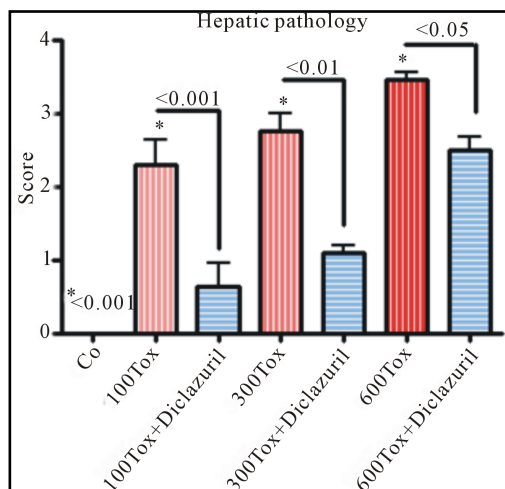 Hepatic pathology
Score
4
3
2
1
0
<0.001
<0.01
<0.05
*
*
*
*<0.001
Co
100Tox
100Tox+Diclazuril
300Tox
300Tox+Diclazuril
600Tox
600Tox+Diclazuril